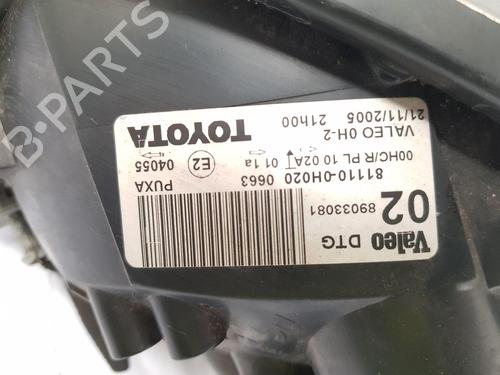 Valeo DTG
02 89033081
81110-0H020 0663 PUXA
00HC/R PL 10 02A 01 1a E2 04055
VALEO 0H-2
21/11/2005 21h00
TOYOTA
B-PARTS